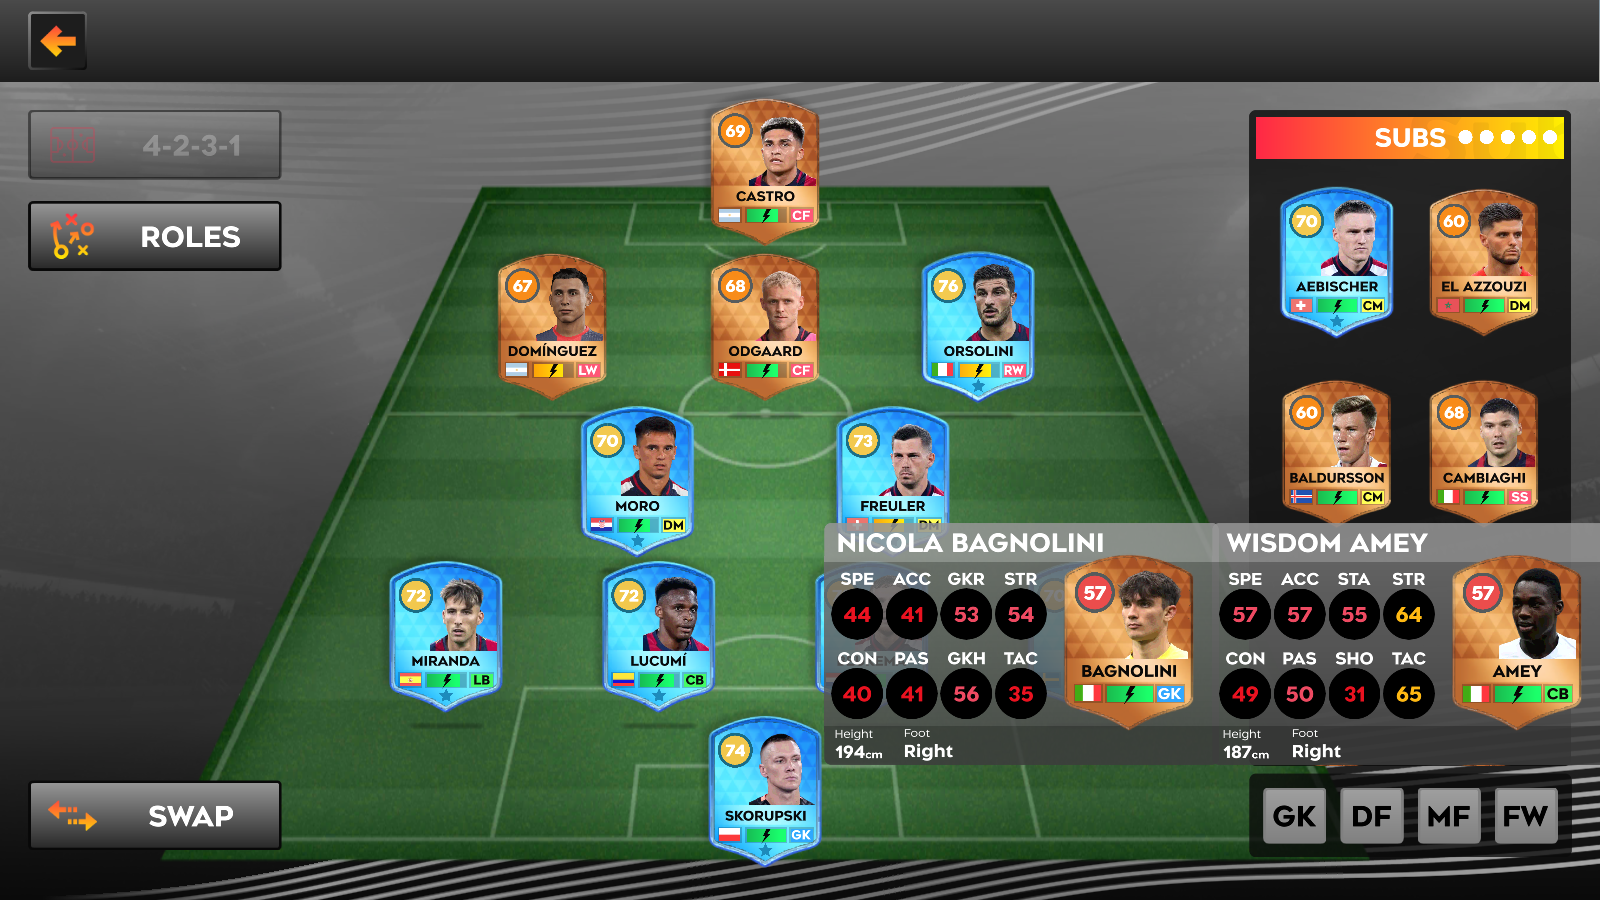 4-2-3-1
ROLES
SWAP
69
CASTRO
CF
67
DOMÍNGUEZ
LW
68
ODGAARD
CF
76
ORSOLINI
RW
70
MORO
DM
73
FREULER
DM
72
MIRANDA
LB
72
LUCUMÍ
CB
74
SKORUPSKI
GK
SUBS
70
AEBISCHER
CM
60
EL AZZOUZI
DM
60
BALDURSSON
CM
68
CAMBIAGHI
SS
NICOLA BAGNOLINI
SPE ACC GKR STR
44 41 53 54
CON PAS GKH TAC
40 41 56 35
Height Foot
194cm Right
57
BAGNOLINI
GK
WISDOM AMEY
SPE ACC STA STR
57 57 55 64
CON PAS SHO TAC
49 50 31 65
Height Foot
187cm Right
57
AMEY
CB
GK DF MF FW